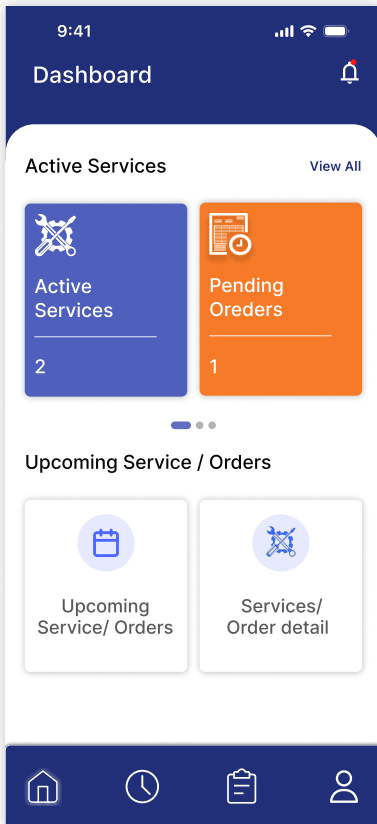 9:41
Dashboard
Active Services
View All
Active
Services
2
Pending
Oreders
1
Upcoming Service / Orders
Upcoming
Service/ Orders
Services/
Order detail